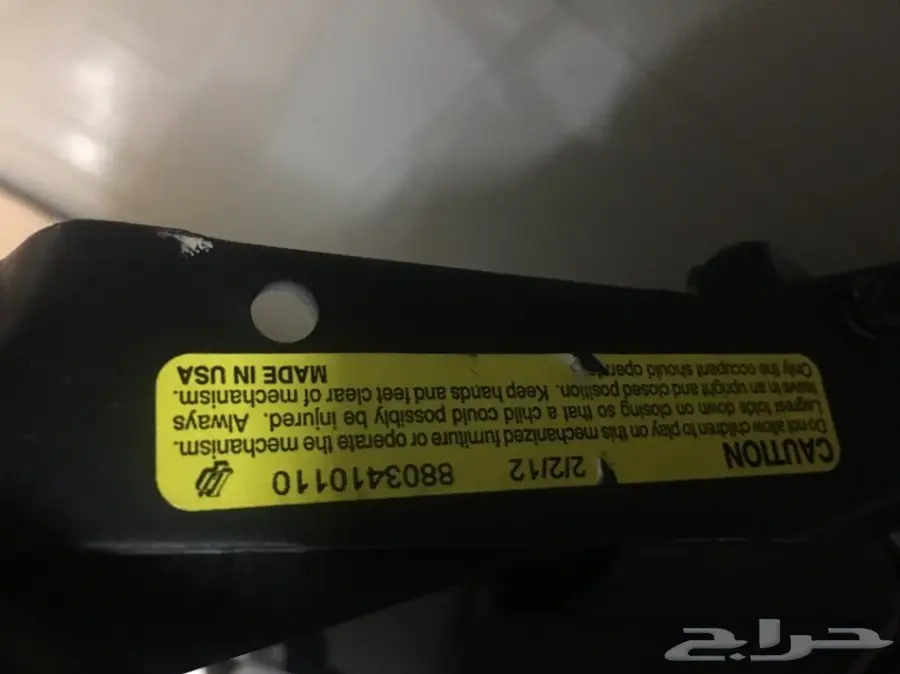 CAUTION 2/2/12 8803410110
Do not allow children to play on this mechanized furniture or operate the mechanism.
Legrest folds down on closing so that a child could possibly be injured. Always
leave in an upright and closed position. Keep hands and feet clear of mechanism.
Only the occupant should operate MADE IN USA
حراج